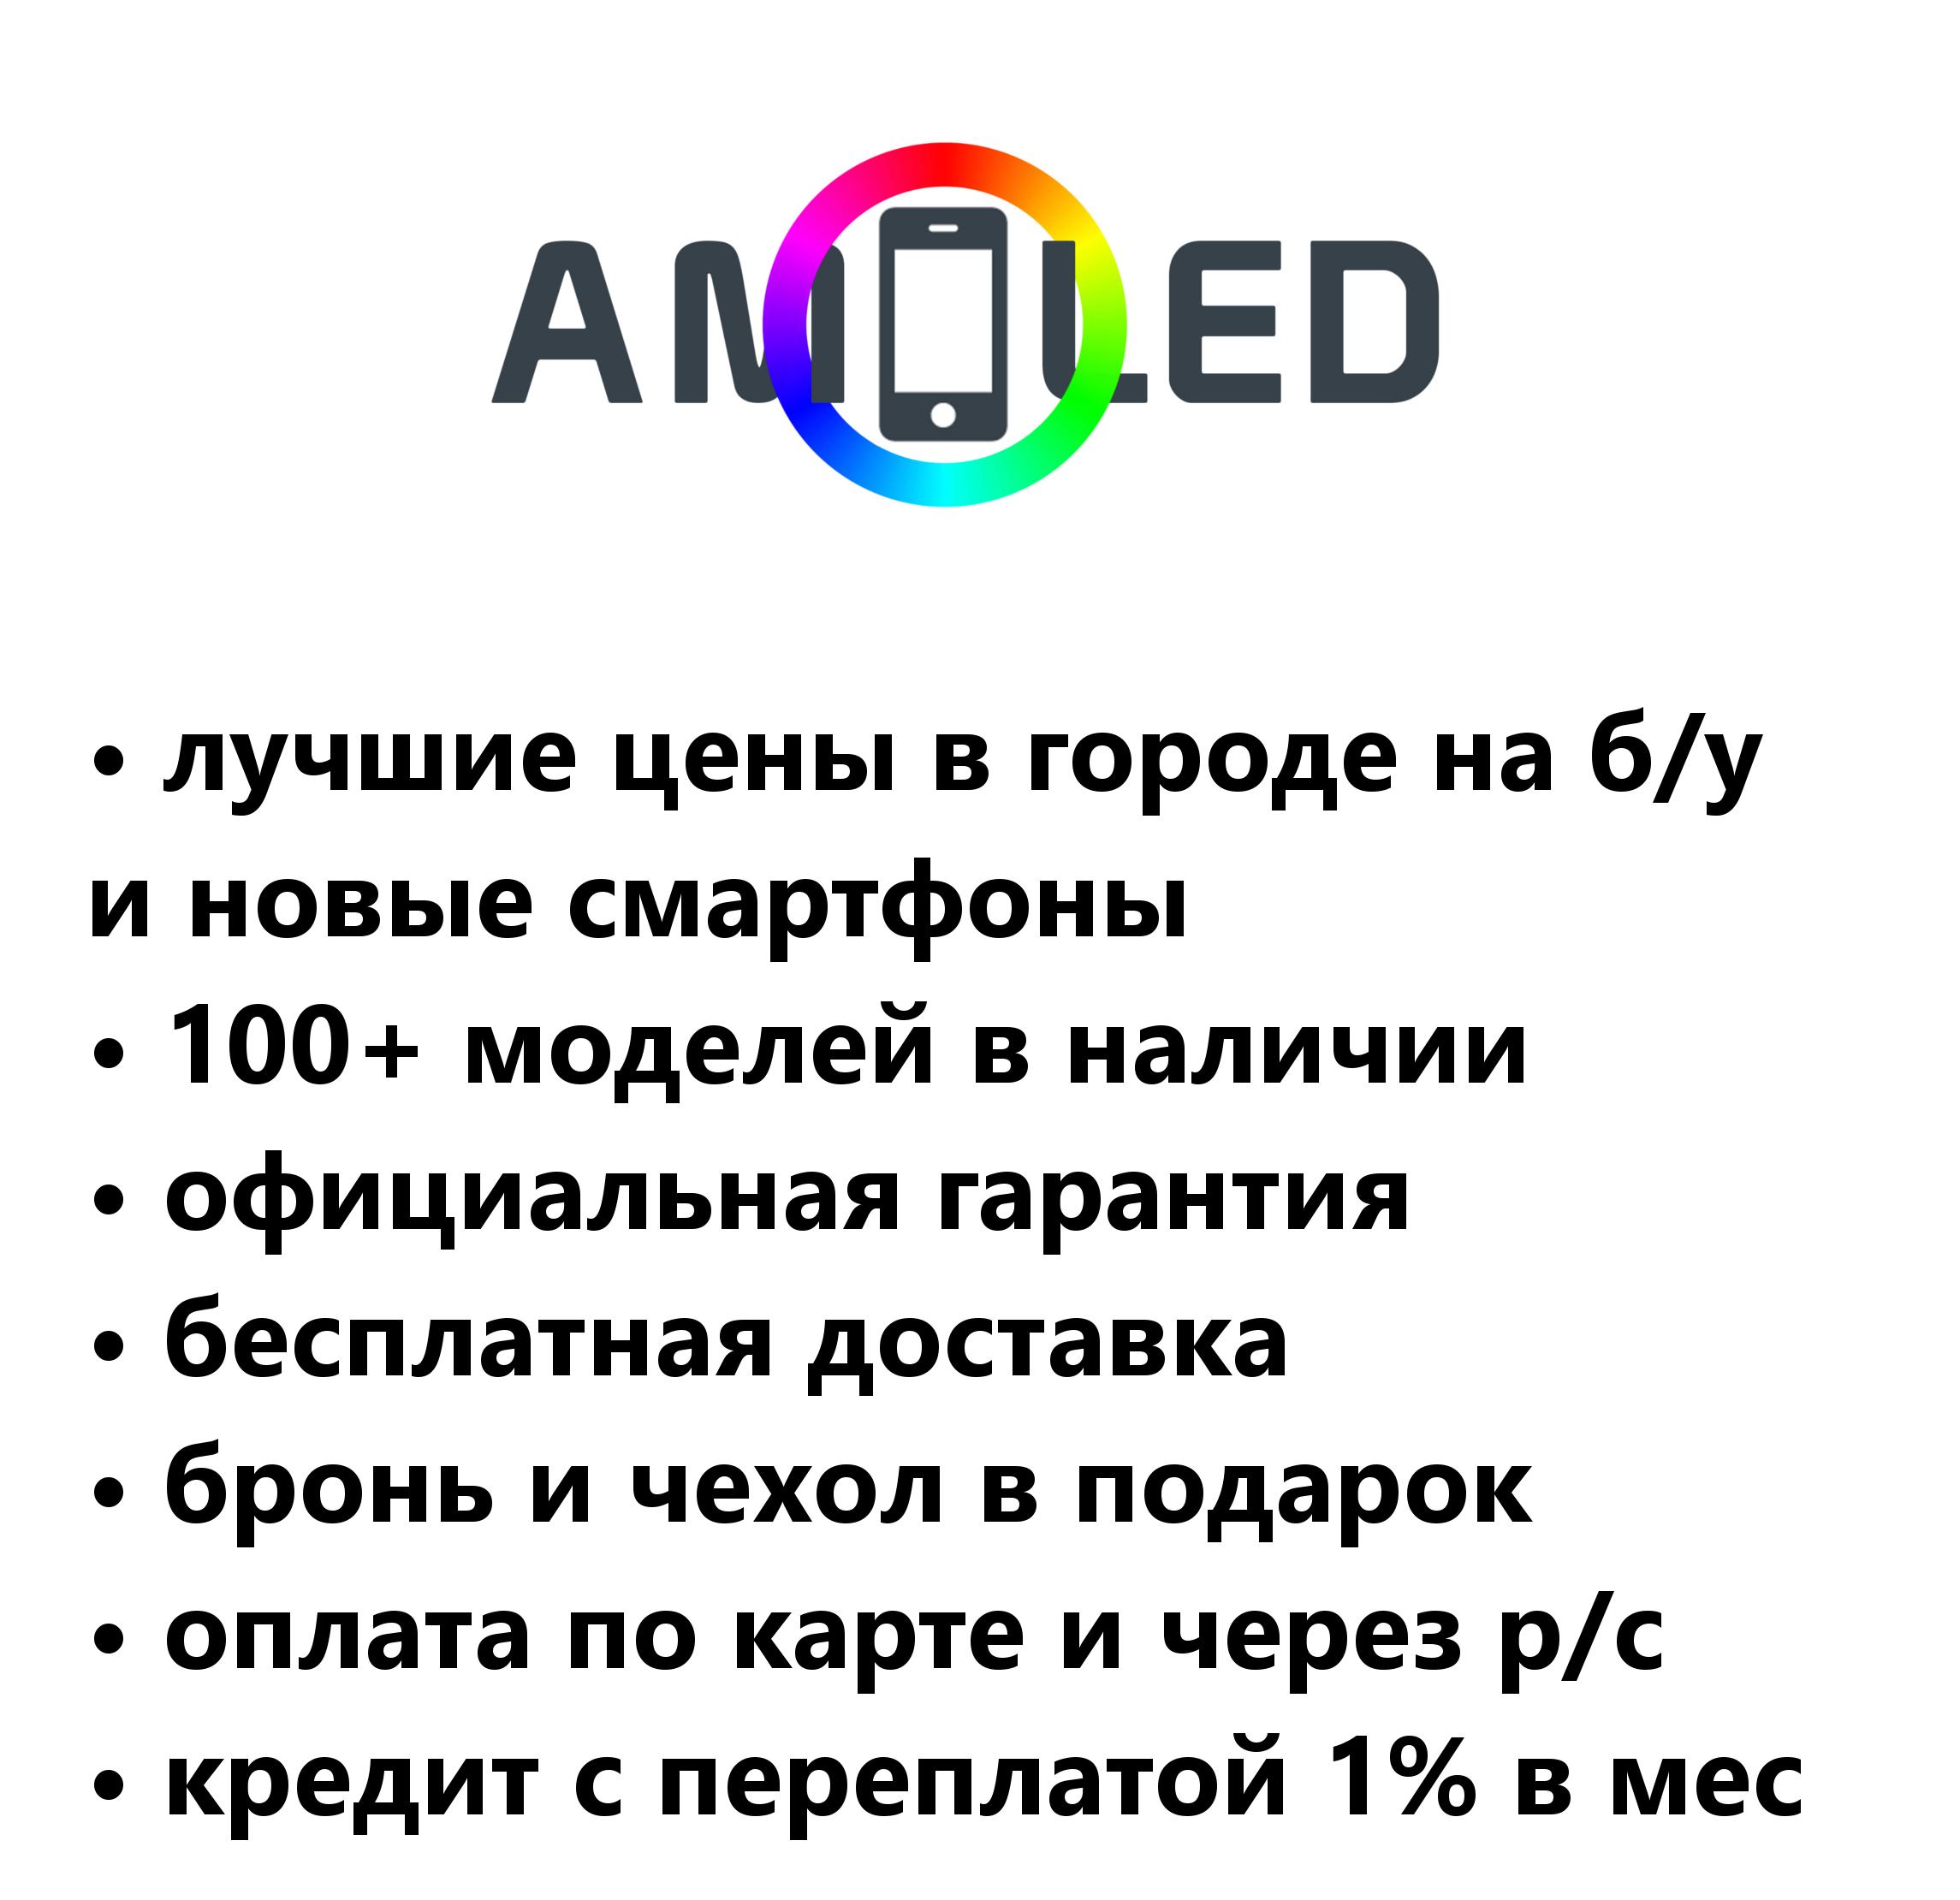 AMOLED
• лучшие цены в городе на б/у
и новые смартфоны
• 100+ моделей в наличии
• официальная гарантия
• бесплатная доставка
• бронь и чехол в подарок
• оплата по карте и через р/с
• кредит с переплатой 1% в мес